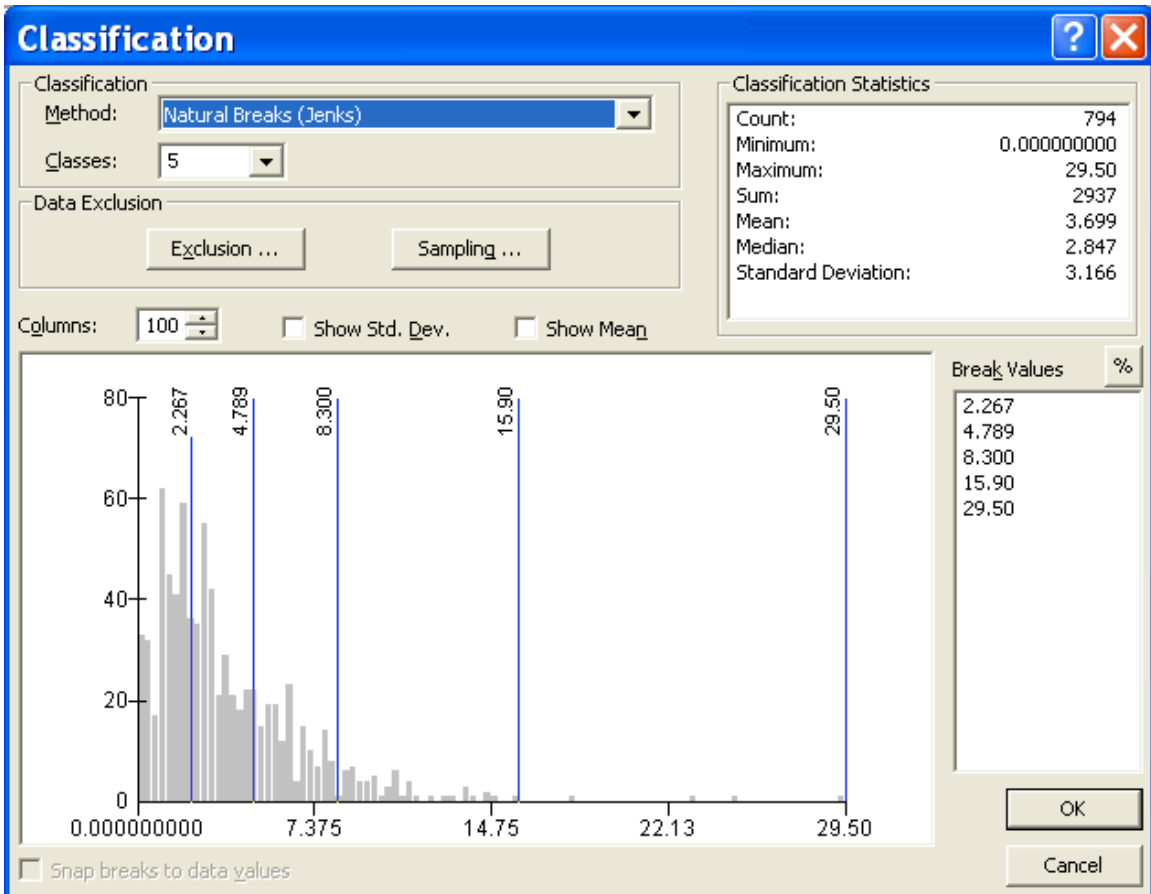 Classification
?
Classification
Method: Natural Breaks (Jenks)
Classes: 5
Data Exclusion
Exclusion ... Sampling ...
Classification Statistics
Count: 794
Minimum: 0.000000000
Maximum: 29.50
Sum: 2937
Mean: 3.699
Median: 2.847
Standard Deviation: 3.166
Columns: 100 Show Std. Dev. Show Mean
Break Values %
2.267
4.789
8.300
15.90
29.50
2.267 4.789 8.300 15.90 29.50
80
60
40
20
0
0.000000000 7.375 14.75 22.13 29.50
Snap breaks to data values
OK
Cancel